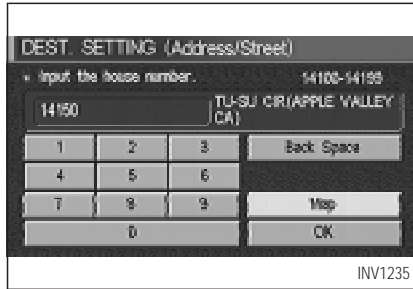 DEST. SETTING (Address/Street)
Input the house number. 14100-14199
14150 TU-SU CIR(APPLE VALLEY
CA)
1 2 3 Back Space
4 5 6
7 8 9 Map
0 OK
INV1235